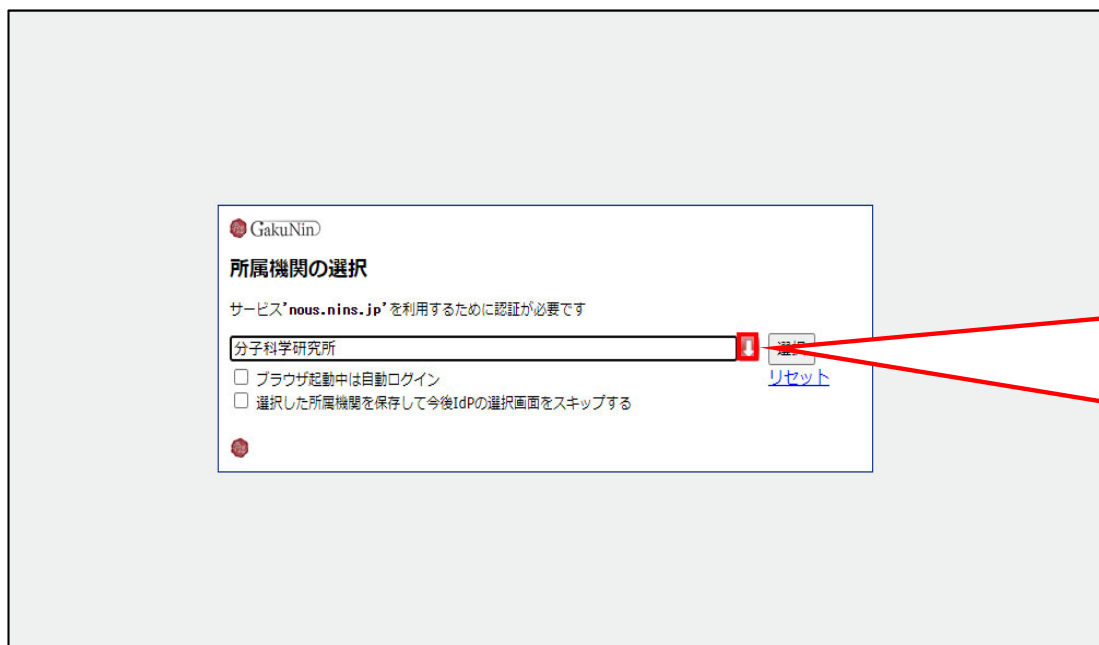 GakuNin
所属機関の選択
サービス'nous.nins.jp'を利用するために認証が必要です
分子科学研究所
選択
ブラウザ起動中は自動ログイン
リセット
選択した所属機関を保存して今後IdPの選択画面をスキップする